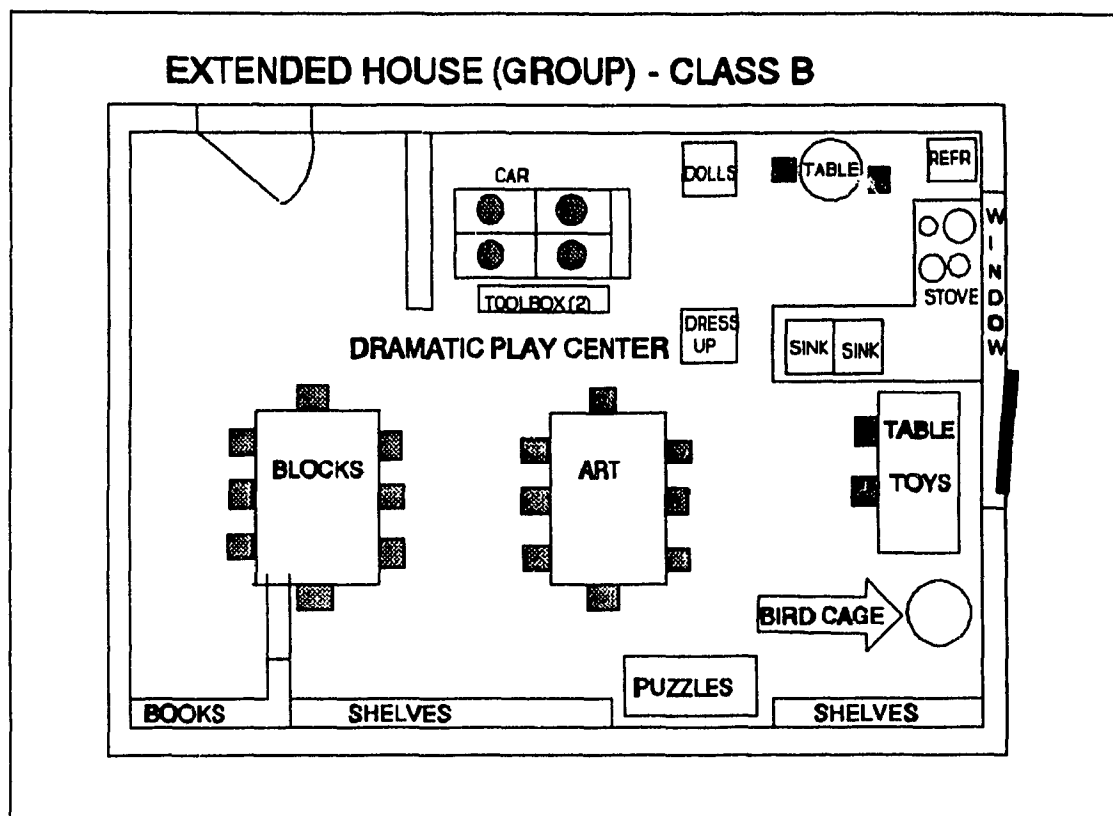 EXTENDED HOUSE (GROUP) - CLASS B
CAR
DOLLS
TABLE
REFR
WINDOW
STOVE
TOOLBOX (2)
DRESS
UP
SINK
SINK
DRAMATIC PLAY CENTER
BLOCKS
ART
TABLE
TOYS
BIRD CAGE
PUZZLES
BOOKS
SHELVES
SHELVES